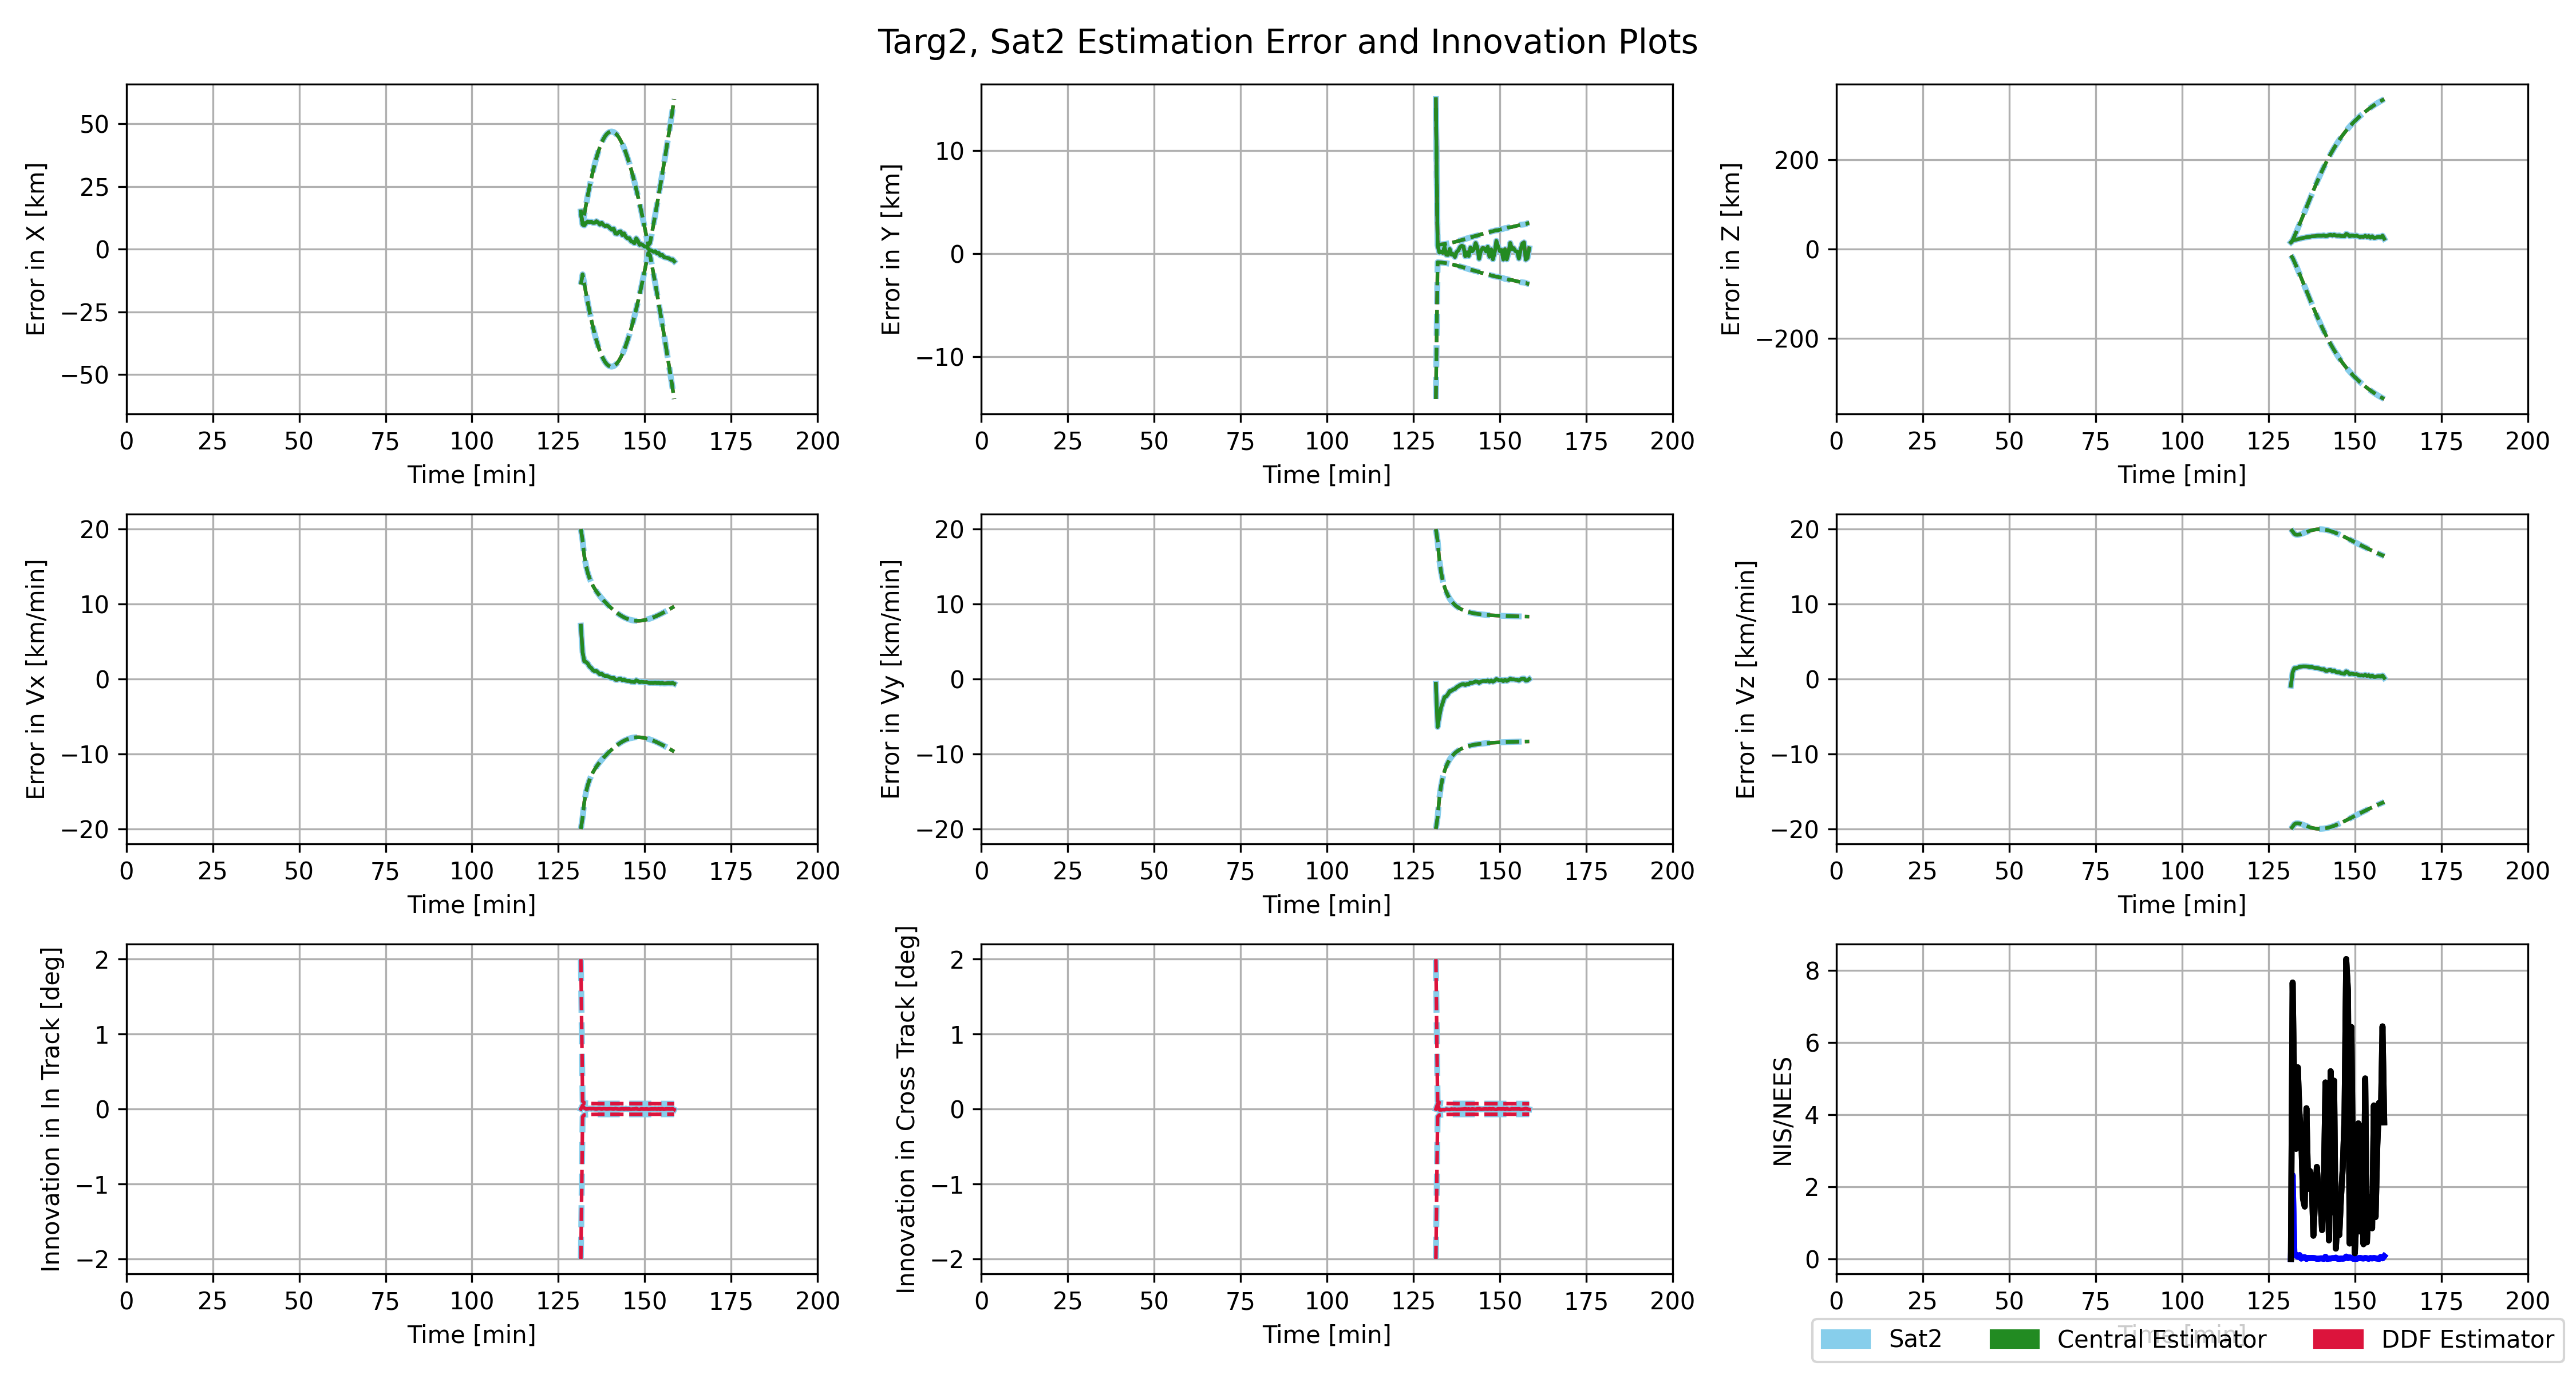 Targ2, Sat2 Estimation Error and Innovation Plots
Error in X [km]
50
25
0
−25
−50
0 25 50 75 100 125 150 175 200
Time [min]
Error in Y [km]
10
0
−10
0 25 50 75 100 125 150 175 200
Time [min]
Error in Z [km]
200
0
−200
0 25 50 75 100 125 150 175 200
Time [min]
Error in Vx [km/min]
20
10
0
−10
−20
0 25 50 75 100 125 150 175 200
Time [min]
Error in Vy [km/min]
20
10
0
−10
−20
0 25 50 75 100 125 150 175 200
Time [min]
Error in Vz [km/min]
20
10
0
−10
−20
0 25 50 75 100 125 150 175 200
Time [min]
Innovation in In Track [deg]
2
1
0
−1
−2
0 25 50 75 100 125 150 175 200
Time [min]
Innovation in Cross Track [deg]
2
1
0
−1
−2
0 25 50 75 100 125 150 175 200
Time [min]
NIS/NEES
8
6
4
2
0
0 25 50 75 100 125 150 175 200
Time [min]
Sat2 Central Estimator DDF Estimator